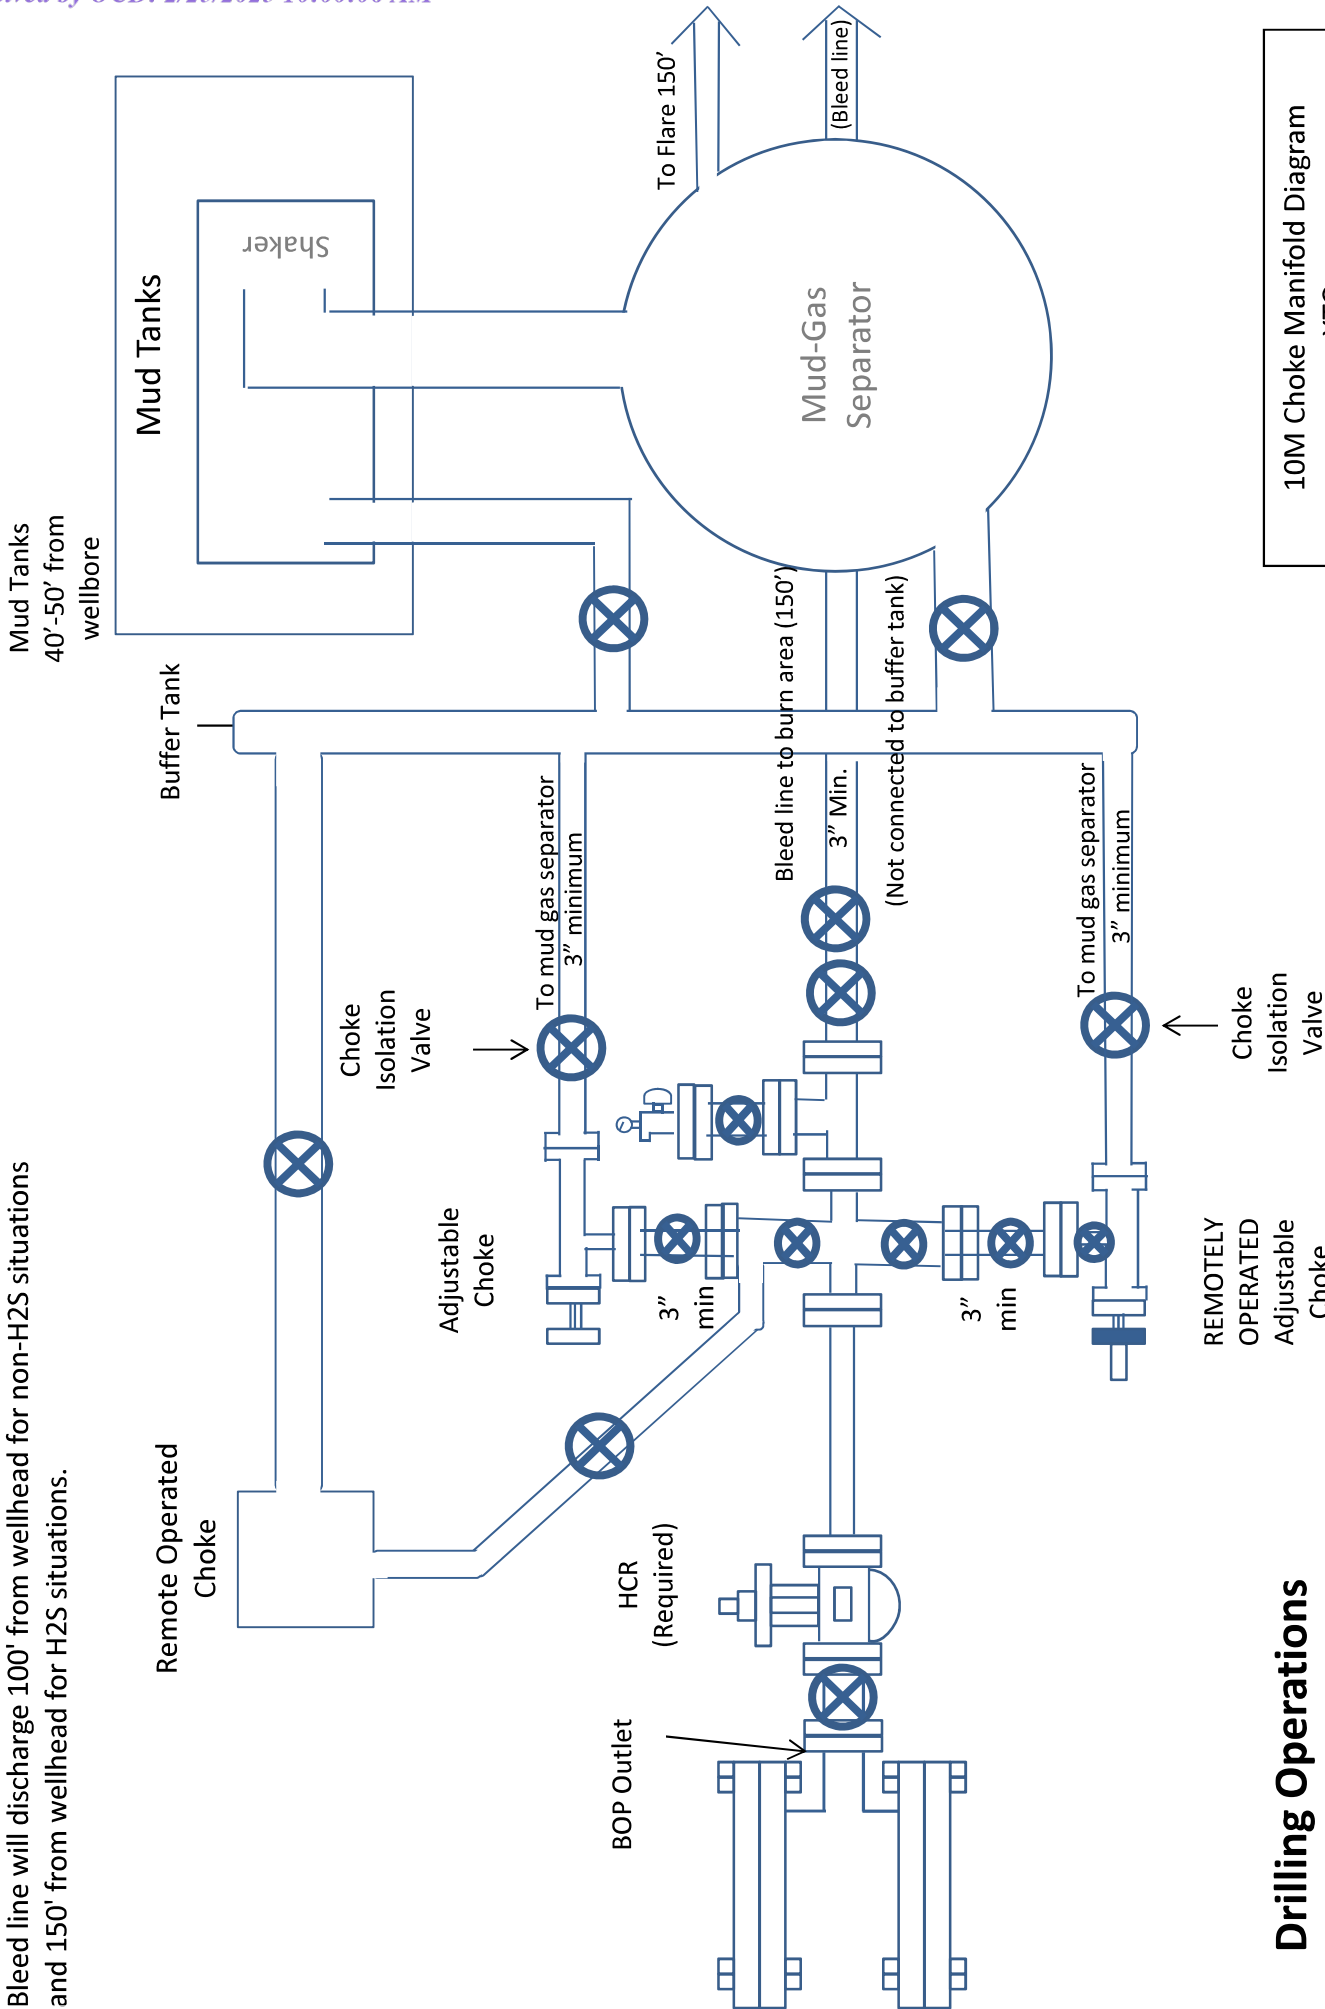 Bleed line will discharge 100' from wellhead for non-H2S situations
and 150' from wellhead for H2S situations.
Mud Tanks
40’-50’ from
wellbore
Mud Tanks
Shaker
Buffer Tank
Remote Operated
Choke
Choke
Isolation
Valve
To mud gas separator
3” minimum
Adjustable
Choke
3”
min
HCR
(Required)
BOP Outlet
To Flare 150’
(Bleed line)
Mud-Gas
Separator
Bleed line to burn area (150’)
3” Min.
(Not connected to buffer tank)
3”
min
To mud gas separator
3” minimum
Choke
Isolation
Valve
REMOTELY
OPERATED
Adjustable
Choke
Drilling Operations
10M Choke Manifold Diagram